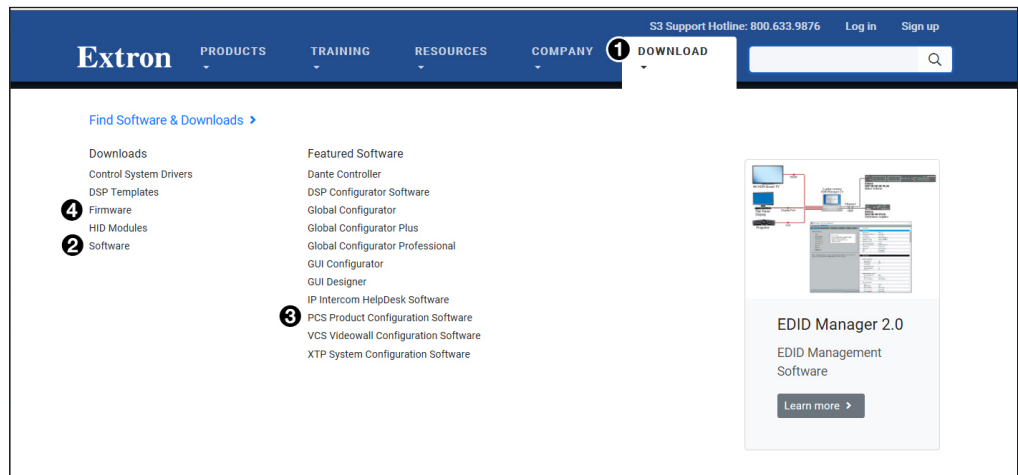 S3 Support Hotline: 800.633.9876 Log in Sign up
Extron PRODUCTS TRAINING RESOURCES COMPANY 1 DOWNLOAD
Find Software & Downloads
Downloads
Control System Drivers
DSP Templates
4 Firmware
HID Modules
2 Software
Featured Software
Dante Controller
DSP Configurator Software
Global Configurator
Global Configurator Plus
Global Configurator Professional
GUI Configurator
GUI Designer
IP Intercom HelpDesk Software
3 PCS Product Configuration Software
VCS Videowall Configuration Software
XTP System Configuration Software
EDID Manager 2.0
EDID Management
Software
Learn more